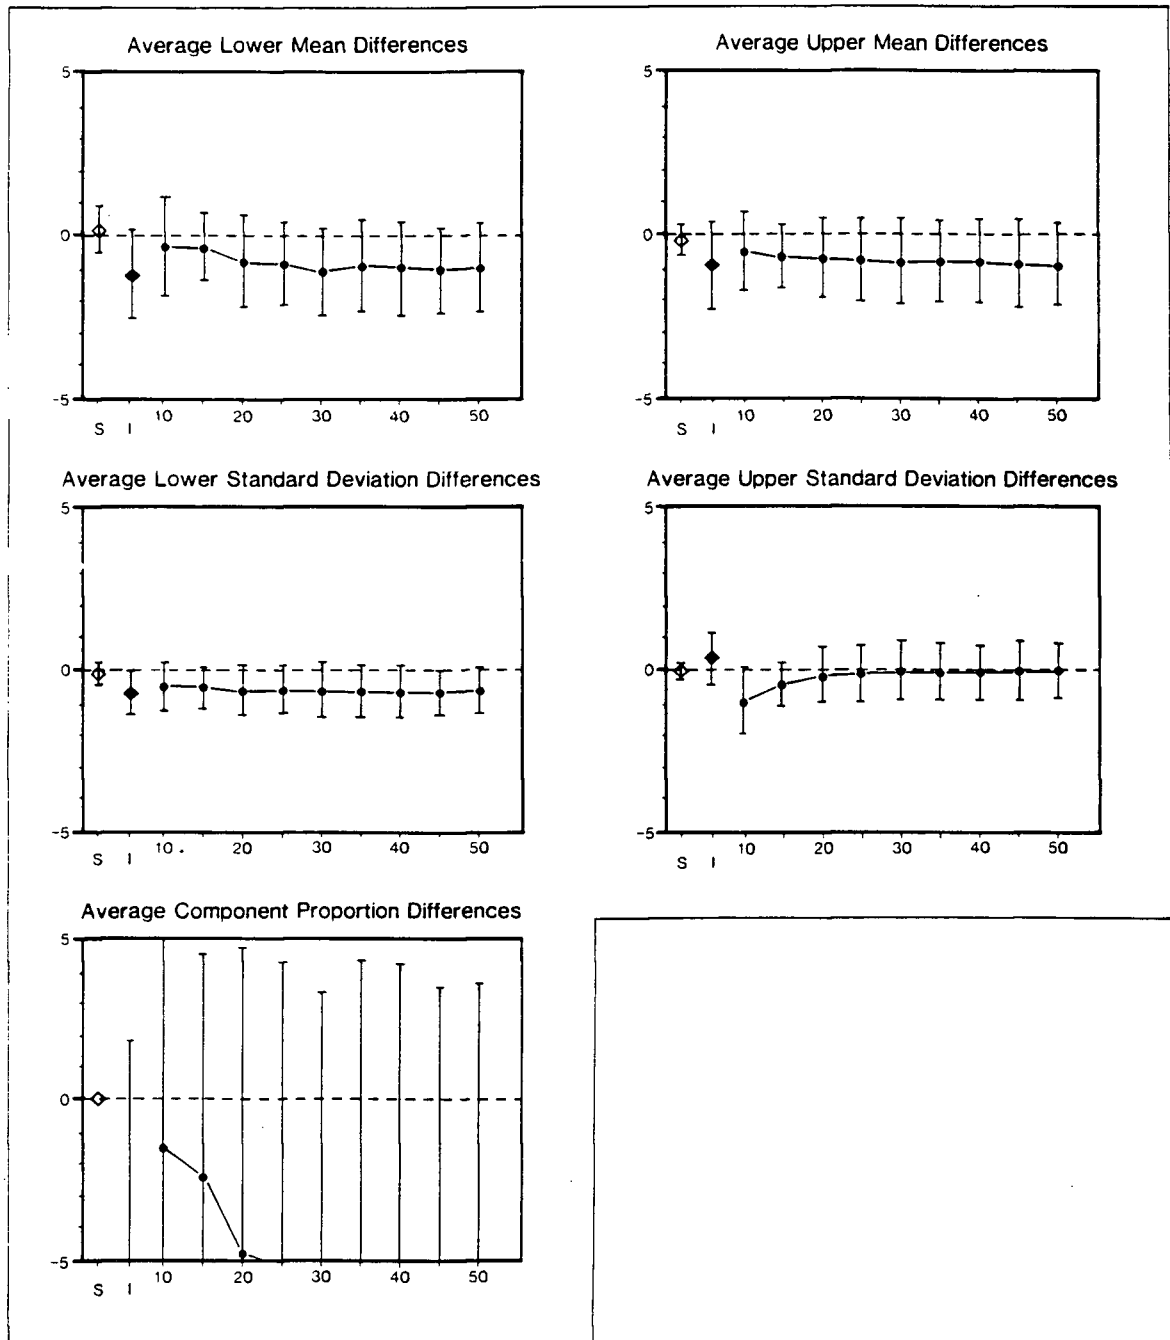 Average Lower Mean Differences
5
0
-5
S I 10 20 30 40 50
Average Upper Mean Differences
5
0
-5
S I 10 20 30 40 50
Average Lower Standard Deviation Differences
5
0
-5
S I 10 20 30 40 50
Average Upper Standard Deviation Differences
5
0
-5
S I 10 20 30 40 50
Average Component Proportion Differences
5
0
-5
S I 10 20 30 40 50